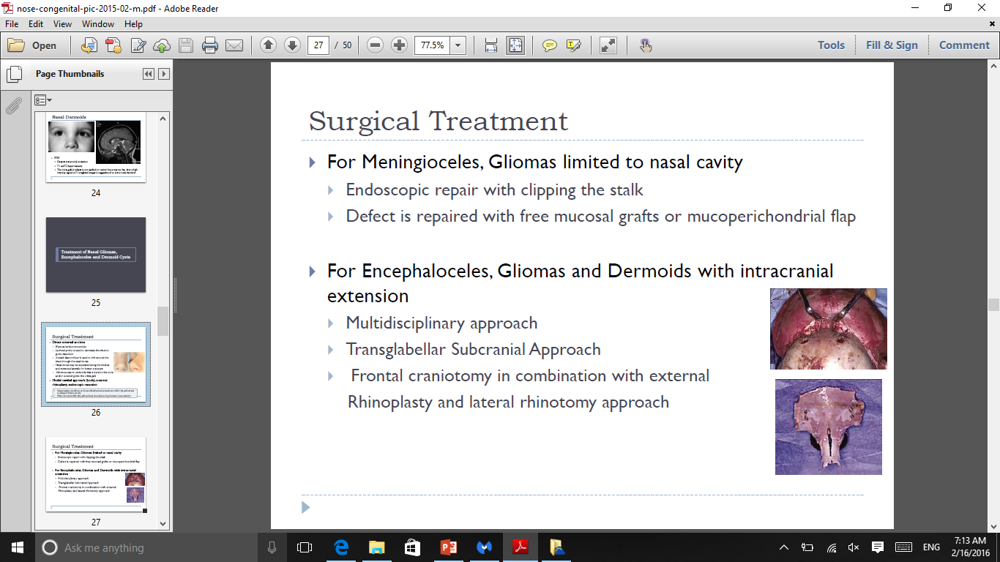 nose-congenital-pic-2015-02-m.pdf - Adobe Reader
File Edit View Window Help
Open 27 / 50 77.5% Tools Fill & Sign Comment
Page Thumbnails
Nasal Dermoids
MRI
24
Treatment of Nasal Gliomas,
Encephaloceles and Dermoid Cysts
25
Surgical Treatment
Direct external excision
26
Surgical Treatment
For Meningioceles, Gliomas limited to nasal cavity
Endoscopic repair with clipping the stalk
Defect is repaired with free mucosal grafts or mucoperichondrial flap
For Encephaloceles, Gliomas and Dermoids with intracranial
extension
Multidisciplinary approach
Transglabellar Subcranial Approach
Frontal craniotomy in combination with external
Rhinoplasty and lateral rhinotomy approach
27
Surgical Treatment
For Meningioceles, Gliomas limited to nasal cavity
Endoscopic repair with clipping the stalk
Defect is repaired with free mucosal grafts or mucoperichondrial flap
For Encephaloceles, Gliomas and Dermoids with intracranial
extension
Multidisciplinary approach
Transglabellar Subcranial Approach
Frontal craniotomy in combination with external
Rhinoplasty and lateral rhinotomy approach
Ask me anything
ENG
7:13 AM
2/16/2016